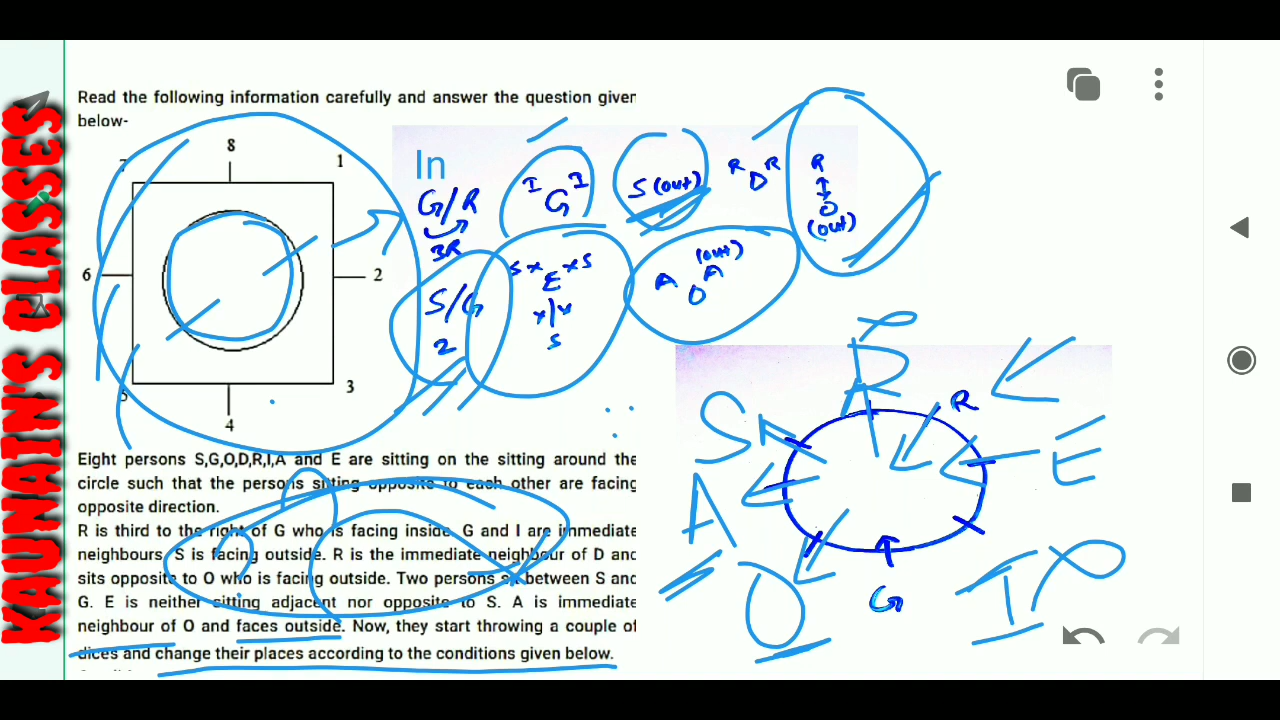 KAUNAIN'S CLASSES
Read the following information carefully and answer the question given
below-
8
7
1
6
2
5
3
4
In
G/R
3R
I G I
S (out)
R D R
R
I
O
(out)
S/G
2
S x E x S
x/x
S
(out)
A O A
Eight persons S,G,O,D,R,I,A and E are sitting on the sitting around the
circle such that the persons sitting opposite to each other are facing
opposite direction.
R is third to the right of G who is facing inside. G and I are immediate
neighbours. S is facing outside. R is the immediate neighbour of D and
sits opposite to O who is facing outside. Two persons sit between S and
G. E is neither sitting adjacent nor opposite to S. A is immediate
neighbour of O and faces outside. Now, they start throwing a couple of
dices and change their places according to the conditions given below.
R
R
S
E
A
O
G
I